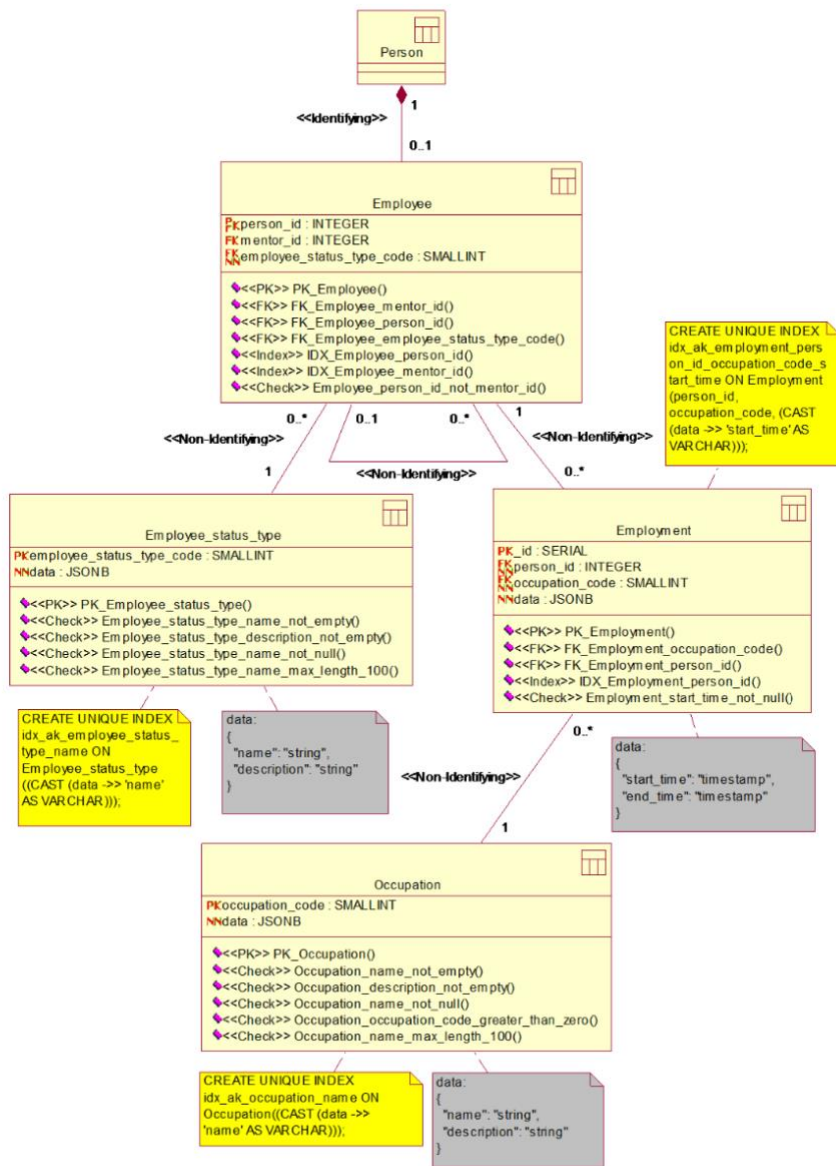 Person
1
<<Identifying>>
0..1
Employee
PFK person_id : INTEGER
FK mentor_id : INTEGER
FK NN employee_status_type_code : SMALLINT
<<PK>> PK_Employee()
<<FK>> FK_Employee_mentor_id()
<<FK>> FK_Employee_person_id()
<<FK>> FK_Employee_employee_status_type_code()
<<Index>> IDX_Employee_person_id()
<<Index>> IDX_Employee_mentor_id()
<<Check>> Employee_person_id_not_mentor_id()
CREATE UNIQUE INDEX
idx_ak_employment_pers
on_id_occupation_code_s
tart_time ON Employment
(person_id,
occupation_code, (CAST
(data ->> 'start_time' AS
VARCHAR)));
0..*
0..1
0..*
1
<<Non-Identifying>>
<<Non-Identifying>>
1
<<Non-Identifying>>
0..*
Employee_status_type
PK employee_status_type_code : SMALLINT
NN data : JSONB
<<PK>> PK_Employee_status_type()
<<Check>> Employee_status_type_name_not_empty()
<<Check>> Employee_status_type_description_not_empty()
<<Check>> Employee_status_type_name_not_null()
<<Check>> Employee_status_type_name_max_length_100()
Employment
PK _id : SERIAL
FK NN person_id : INTEGER
FK NN occupation_code : SMALLINT
NN data : JSONB
<<PK>> PK_Employment()
<<FK>> FK_Employment_occupation_code()
<<FK>> FK_Employment_person_id()
<<Index>> IDX_Employment_person_id()
<<Check>> Employment_start_time_not_null()
CREATE UNIQUE INDEX
idx_ak_employee_status_
type_name ON
Employee_status_type
((CAST (data ->> 'name'
AS VARCHAR)));
data:
{
"name": "string",
"description": "string"
}
0..*
<<Non-Identifying>>
1
data:
{
"start_time": "timestamp",
"end_time": "timestamp"
}
Occupation
PK occupation_code : SMALLINT
NN data : JSONB
<<PK>> PK_Occupation()
<<Check>> Occupation_name_not_empty()
<<Check>> Occupation_description_not_empty()
<<Check>> Occupation_name_not_null()
<<Check>> Occupation_occupation_code_greater_than_zero()
<<Check>> Occupation_name_max_length_100()
CREATE UNIQUE INDEX
idx_ak_occupation_name ON
Occupation((CAST (data ->>
'name' AS VARCHAR)));
data:
{
"name": "string",
"description": "string"
}